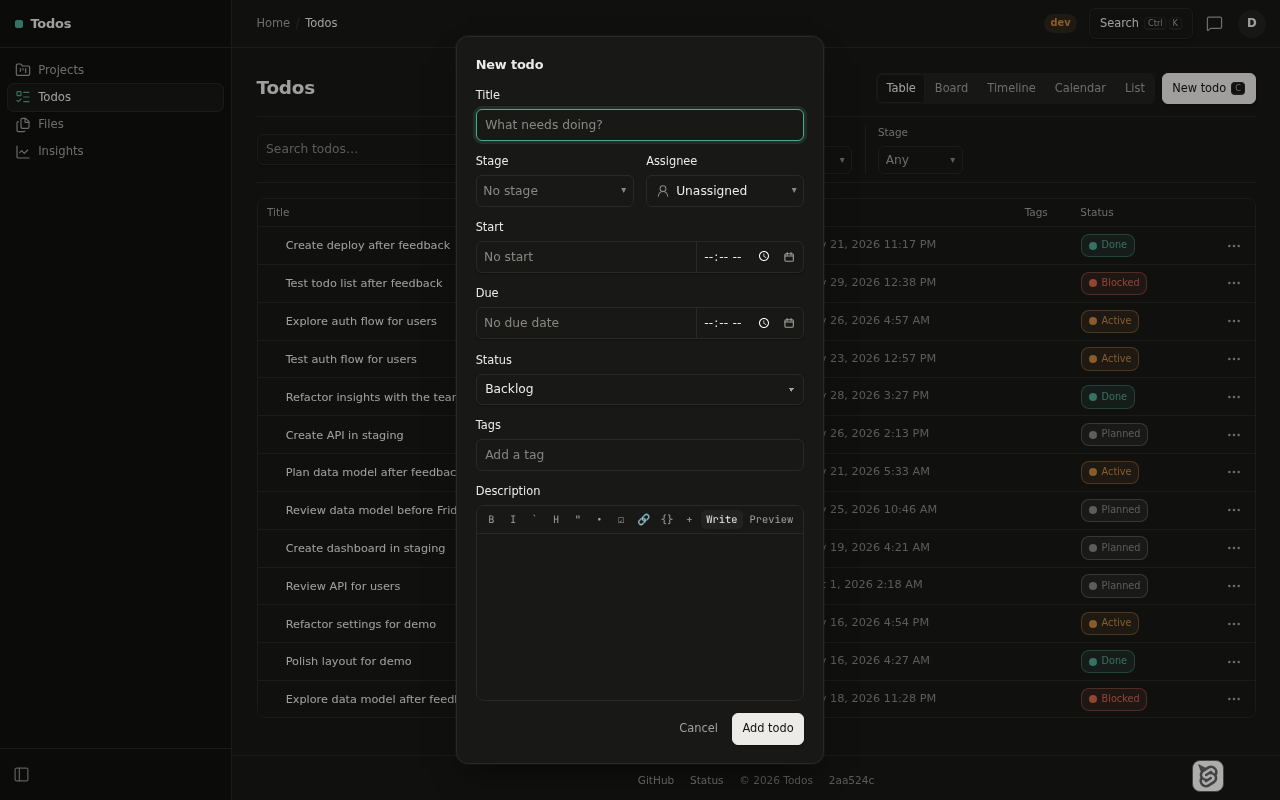 Todos
Home / Todos
dev
Search Ctrl K
D
Projects
Todos
Files
Insights
Todos
Table Board Timeline Calendar List
New todo C
Search todos...
Stage
Any
Title Tags Status
Create deploy after feedback 21, 2026 11:17 PM Done
Test todo list after feedback 29, 2026 12:38 PM Blocked
Explore auth flow for users 26, 2026 4:57 AM Active
Test auth flow for users 23, 2026 12:57 PM Active
Refactor insights with the 28, 2026 3:27 PM Done
Create API in staging 26, 2026 2:13 PM Planned
Plan data model after 21, 2026 5:33 AM Active
Review data model before 25, 2026 10:46 AM Planned
Create dashboard in staging 19, 2026 4:21 AM Planned
Review API for users 1, 2026 2:18 AM Planned
Refactor settings for demo 16, 2026 4:54 PM Active
Polish layout for demo 16, 2026 4:27 AM Done
Explore data model after 18, 2026 11:28 PM Blocked
New todo
Title
What needs doing?
Stage Assignee
No stage Unassigned
Start
No start --:-- --
Due
No due date --:-- --
Status
Backlog
Tags
Add a tag
Description
B I ` H " • ☑ 🔗 {} + Write Preview
Cancel Add todo
GitHub Status © 2026 Todos 2aa524c